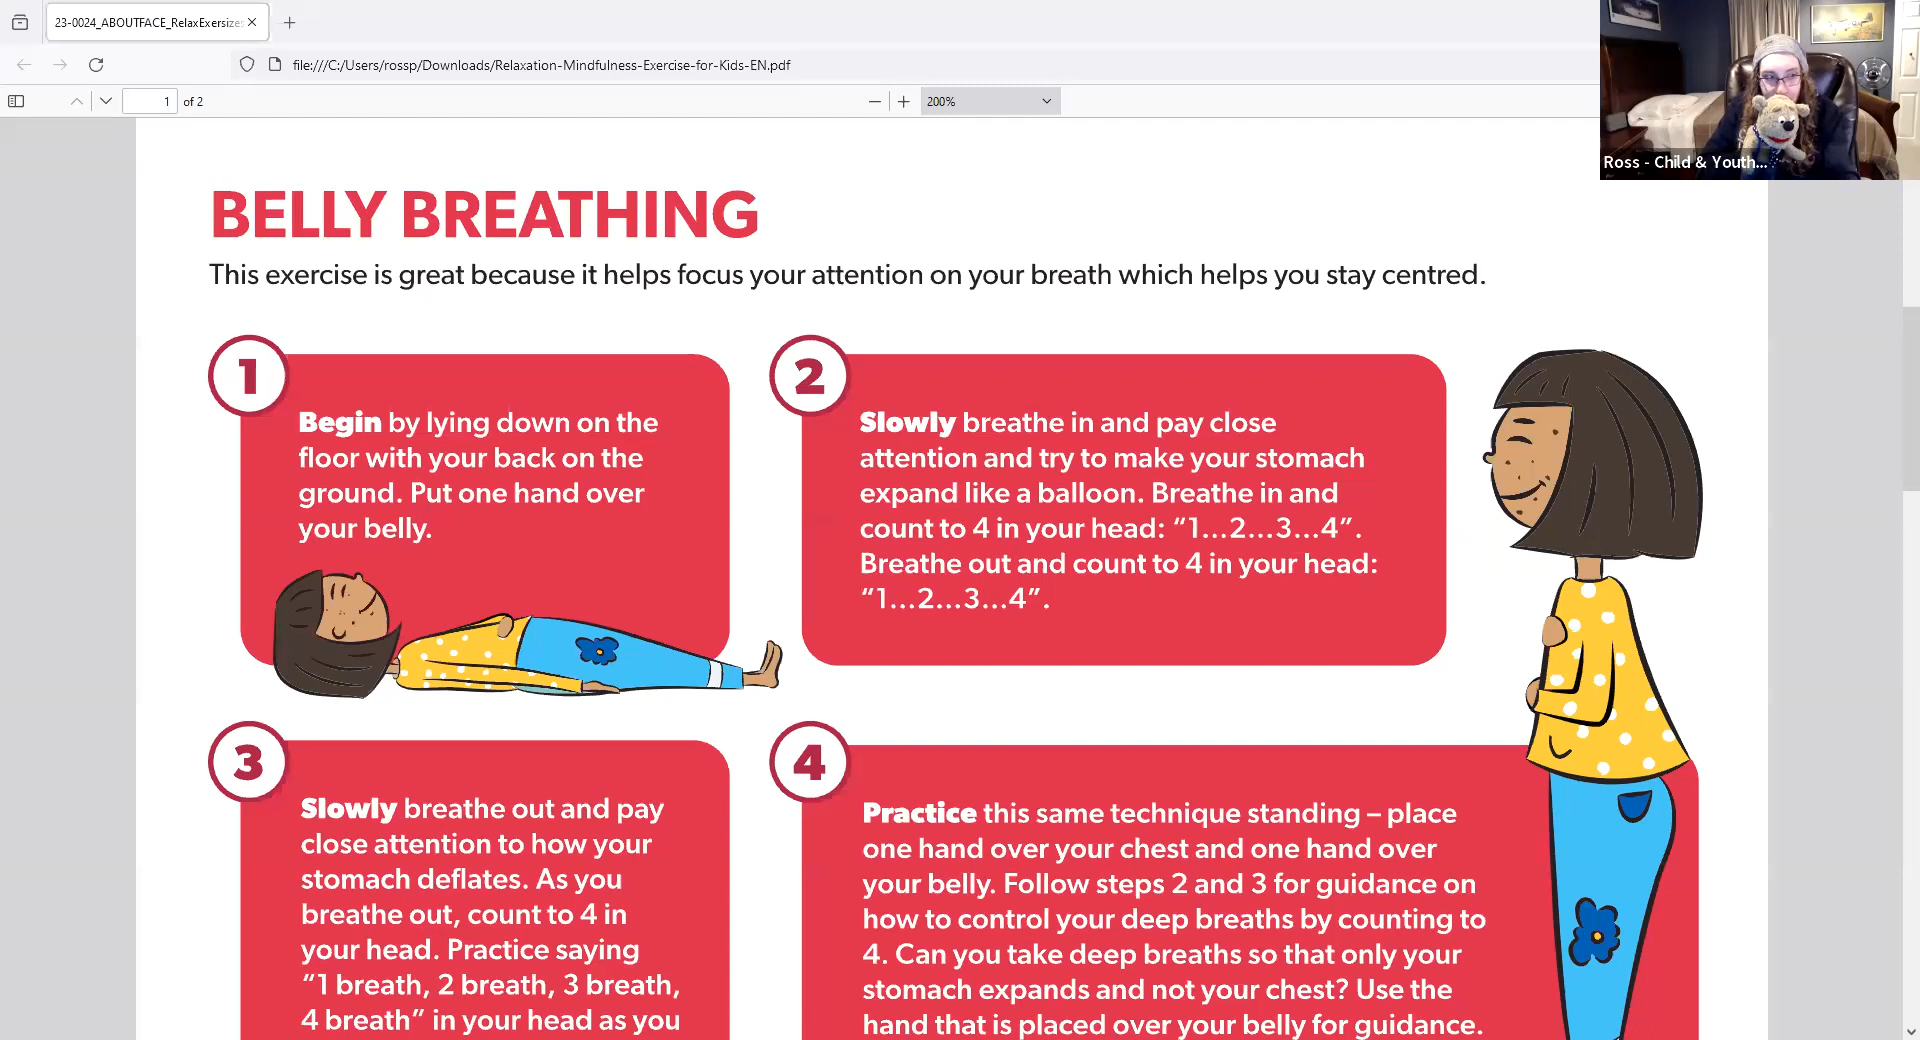 23-0024_ABOUTFACE_RelaxExersizes
file:///C:/Users/rossp/Downloads/Relaxation-Mindfulness-Exercise-for-Kids-EN.pdf
1 of 2
200%
Ross - Child & Youth...
BELLY BREATHING
This exercise is great because it helps focus your attention on your breath which helps you stay centred.
1
Begin by lying down on the
floor with your back on the
ground. Put one hand over
your belly.
2
Slowly breathe in and pay close
attention and try to make your stomach
expand like a balloon. Breathe in and
count to 4 in your head: “1...2...3...4”.
Breathe out and count to 4 in your head:
“1...2...3...4”.
3
Slowly breathe out and pay
close attention to how your
stomach deflates. As you
breathe out, count to 4 in
your head. Practice saying
“1 breath, 2 breath, 3 breath,
4 breath” in your head as you
4
Practice this same technique standing – place
one hand over your chest and one hand over
your belly. Follow steps 2 and 3 for guidance on
how to control your deep breaths by counting to
4. Can you take deep breaths so that only your
stomach expands and not your chest? Use the
hand that is placed over your belly for guidance.